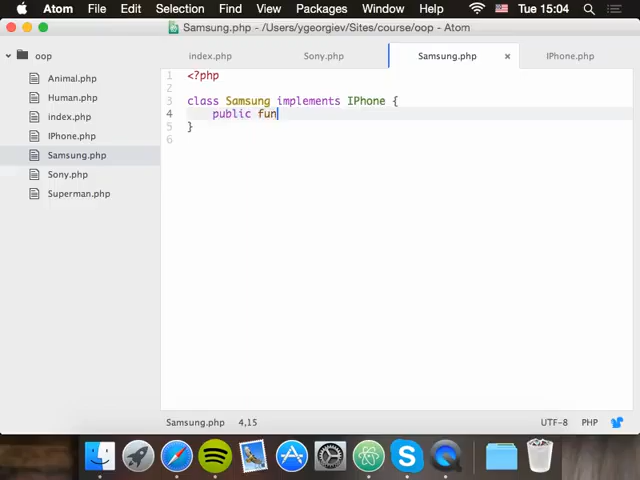 Atom File Edit Selection Find View Packages Window Help Tue 15:04
Samsung.php - /Users/ygeorgiev/Sites/course/oop - Atom
oop
Animal.php
Human.php
index.php
IPhone.php
Samsung.php
Sony.php
Superman.php
index.php Sony.php Samsung.php × IPhone.php
1 <?php
2
3 class Samsung implements IPhone {
4 public fun
5 }
6
Samsung.php 4,15 UTF-8 PHP